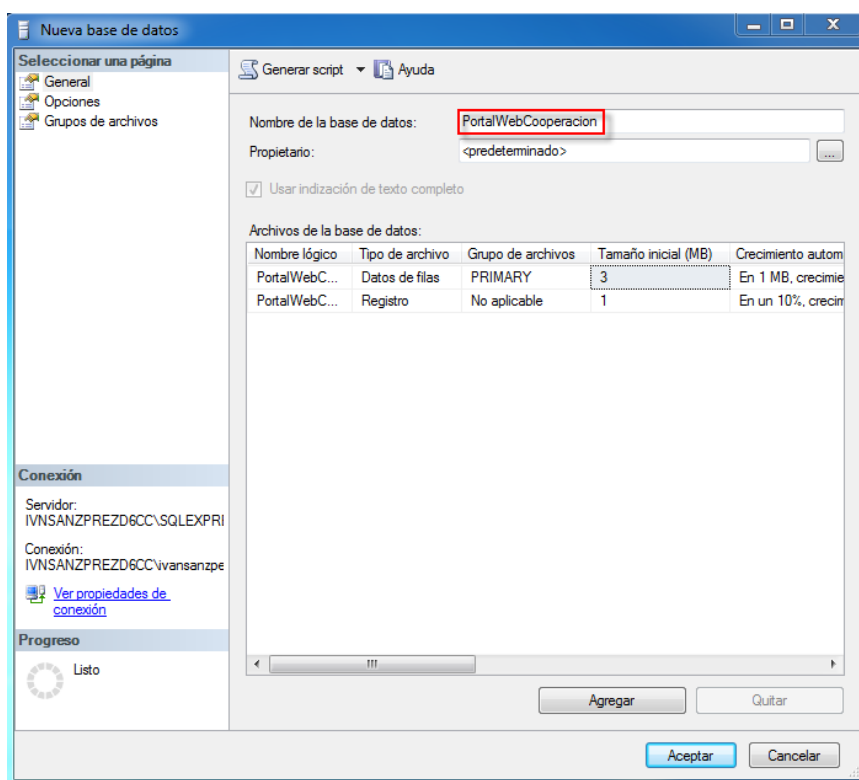 Nueva base de datos
Seleccionar una página
General
Opciones
Grupos de archivos
Generar script
Ayuda
Nombre de la base de datos:
PortalWebCooperacion
Propietario:
<predeterminado>
...
Usar indización de texto completo
Archivos de la base de datos:
Nombre lógico Tipo de archivo Grupo de archivos Tamaño inicial (MB) Crecimiento autom
PortalWebC... Datos de filas PRIMARY 3 En 1 MB, crecimie
PortalWebC... Registro No aplicable 1 En un 10%, crecim
Conexión
Servidor:
IVNSANZPREZD6CC\SQLEXPRI
Conexión:
IVNSANZPREZD6CC\ivansanzpe
Ver propiedades de
conexión
Progreso
Listo
Agregar
Quitar
Aceptar
Cancelar